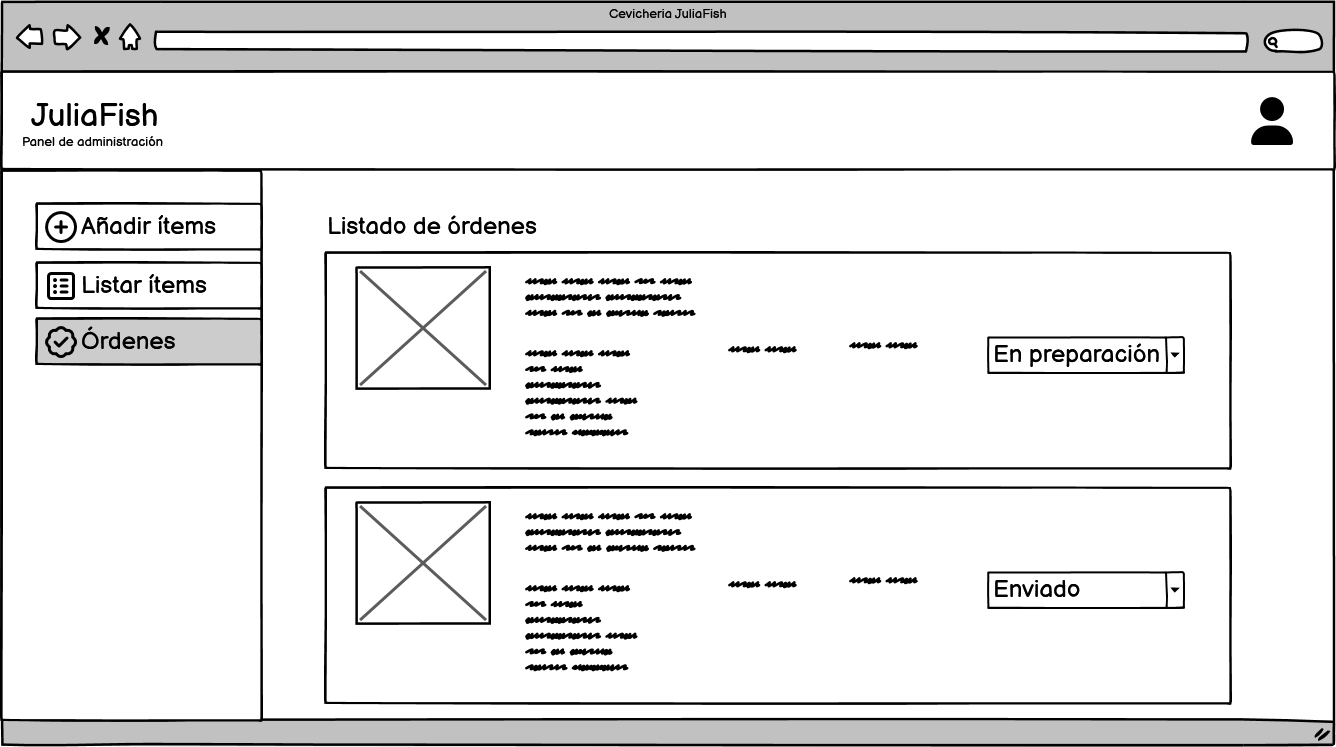 Cevicheria JuliaFish
JuliaFish
Panel de administración
Añadir ítems
Listar ítems
Órdenes
Listado de órdenes
En preparación
Enviado